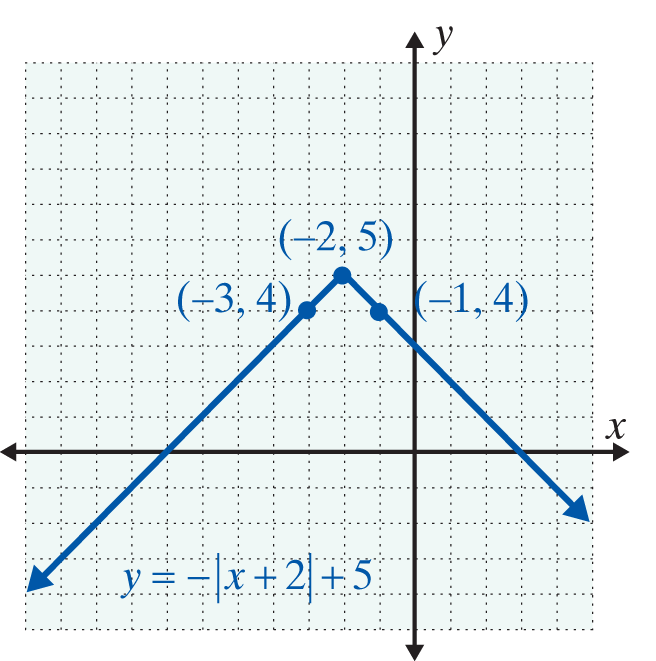 y
(–2, 5)
(–3, 4)
(–1, 4)
x
y = –|x + 2| + 5